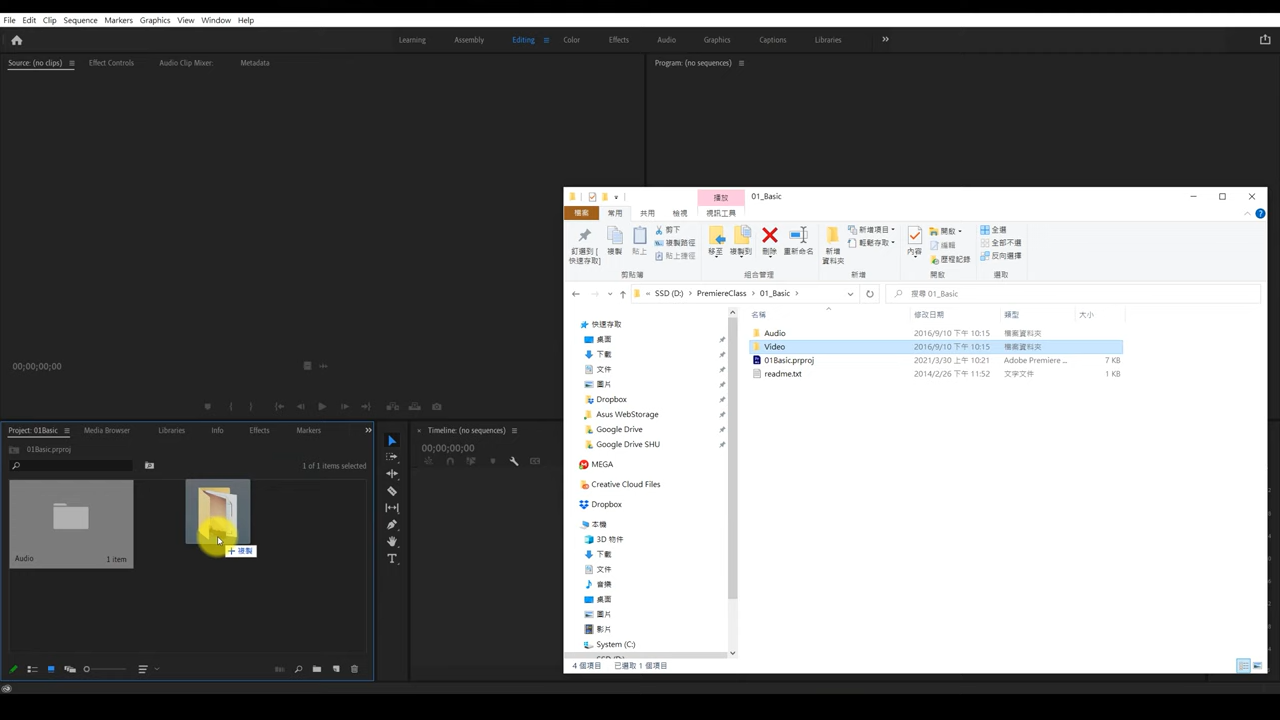 File Edit Clip Sequence Markers Graphics View Window Help
Learning Assembly Editing Color Effects Audio Graphics Captions Libraries
Source: (no clips) Effect Controls Audio Clip Mixer: Metadata
Program: (no sequences)
00;00;00;00
Project: 01Basic Media Browser Libraries Info Effects Markers
01Basic.prproj
1 of 1 items selected
Audio 1 item
複製
Timeline: (no sequences)
00;00;00;00
播放 01_Basic
檔案 常用 共用 檢視 視訊工具
釘選到 [
快速存取]
複製
貼上
剪下
複製路徑
貼上捷徑
剪貼簿
移至
複製到
刪除
重新命名
組合管理
新增
資料夾
新增項目
輕鬆存取
新增
內容
開啟
編輯
歷程記錄
開啟
全選
全部不選
反向選擇
選取
« SSD (D:) PremiereClass 01_Basic
搜尋 01_Basic
快速存取
桌面
下載
文件
圖片
Dropbox
Asus WebStorage
Google Drive
Google Drive SHU
MEGA
Creative Cloud Files
Dropbox
本機
3D 物件
下載
文件
音樂
桌面
圖片
影片
System (C:)
名稱 修改日期 類型 大小
Audio 2016/9/10 下午 10:15 檔案資料夾
Video 2016/9/10 下午 10:15 檔案資料夾
01Basic.prproj 2021/3/30 下午 10:21 Adobe Premiere ... 7 KB
readme.txt 2014/2/26 下午 11:52 文字文件 1 KB
4 個項目 已選取 1 個項目